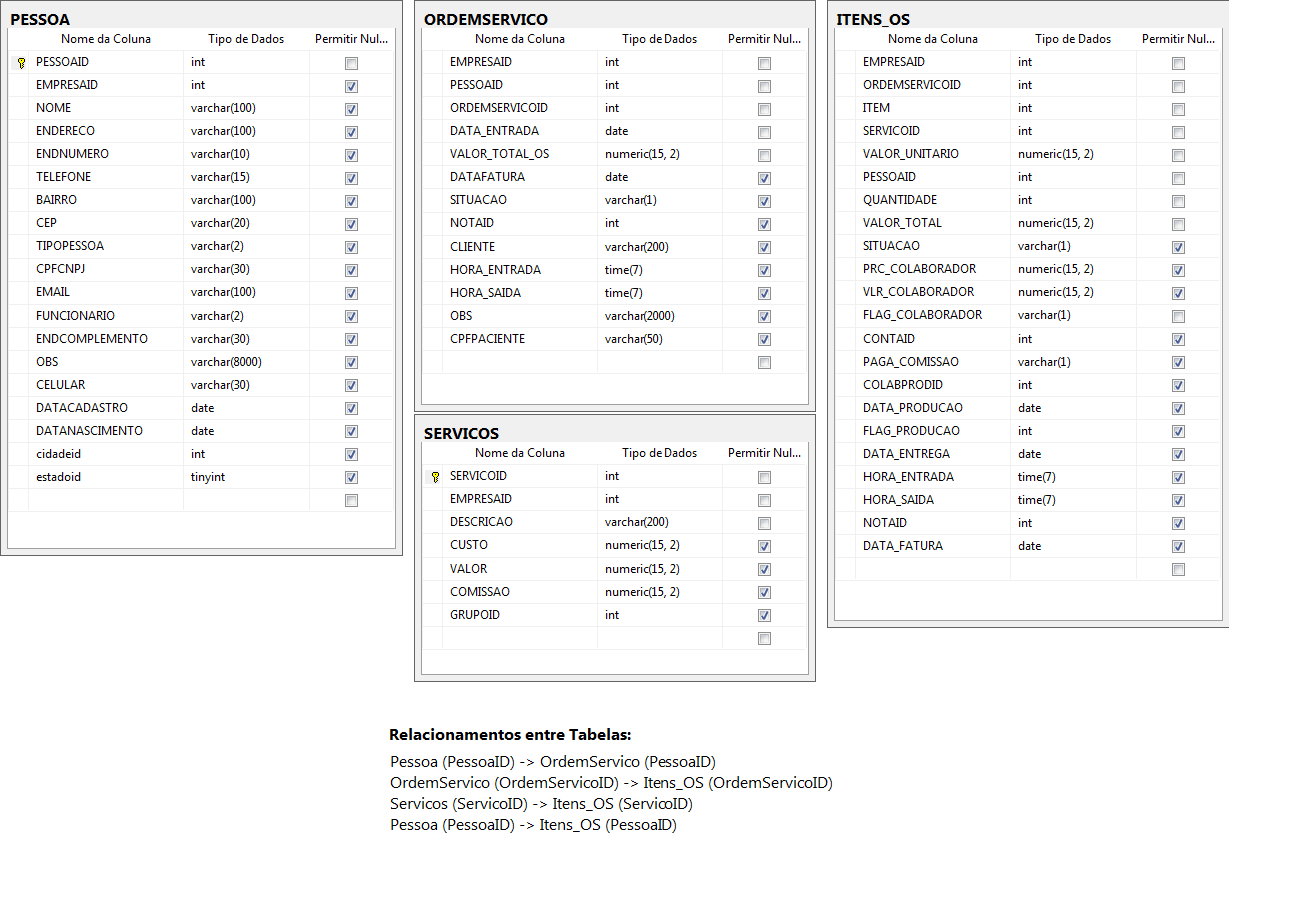 PESSOA
Nome da Coluna Tipo de Dados Permitir Nul...
PESSOAID int
EMPRESAID int
NOME varchar(100)
ENDERECO varchar(100)
ENDNUMERO varchar(10)
TELEFONE varchar(15)
BAIRRO varchar(100)
CEP varchar(20)
TIPOPESSOA varchar(2)
CPFCNPJ varchar(30)
EMAIL varchar(100)
FUNCIONARIO varchar(2)
ENDCOMPLEMENTO varchar(30)
OBS varchar(8000)
CELULAR varchar(30)
DATACADASTRO date
DATANASCIMENTO date
cidadeid int
estadoid tinyint
ORDEMSERVICO
Nome da Coluna Tipo de Dados Permitir Nul...
EMPRESAID int
PESSOAID int
ORDEMSERVICOID int
DATA_ENTRADA date
VALOR_TOTAL_OS numeric(15, 2)
DATAFATURA date
SITUACAO varchar(1)
NOTAID int
CLIENTE varchar(200)
HORA_ENTRADA time(7)
HORA_SAIDA time(7)
OBS varchar(2000)
CPFPACIENTE varchar(50)
SERVICOS
Nome da Coluna Tipo de Dados Permitir Nul...
SERVICOID int
EMPRESAID int
DESCRICAO varchar(200)
CUSTO numeric(15, 2)
VALOR numeric(15, 2)
COMISSAO numeric(15, 2)
GRUPOID int
ITENS_OS
Nome da Coluna Tipo de Dados Permitir Nul...
EMPRESAID int
ORDEMSERVICOID int
ITEM int
SERVICOID int
VALOR_UNITARIO numeric(15, 2)
PESSOAID int
QUANTIDADE int
VALOR_TOTAL numeric(15, 2)
SITUACAO varchar(1)
PRC_COLABORADOR numeric(15, 2)
VLR_COLABORADOR numeric(15, 2)
FLAG_COLABORADOR varchar(1)
CONTAID int
PAGA_COMISSAO varchar(1)
COLABPRODID int
DATA_PRODUCAO date
FLAG_PRODUCAO int
DATA_ENTREGA date
HORA_ENTRADA time(7)
HORA_SAIDA time(7)
NOTAID int
DATA_FATURA date
Relacionamentos entre Tabelas:
Pessoa (PessoaID) -> OrdemServico (PessoaID)
OrdemServico (OrdemServicoID) -> Itens_OS (OrdemServicoID)
Servicos (ServicoID) -> Itens_OS (ServicoID)
Pessoa (PessoaID) -> Itens_OS (PessoaID)